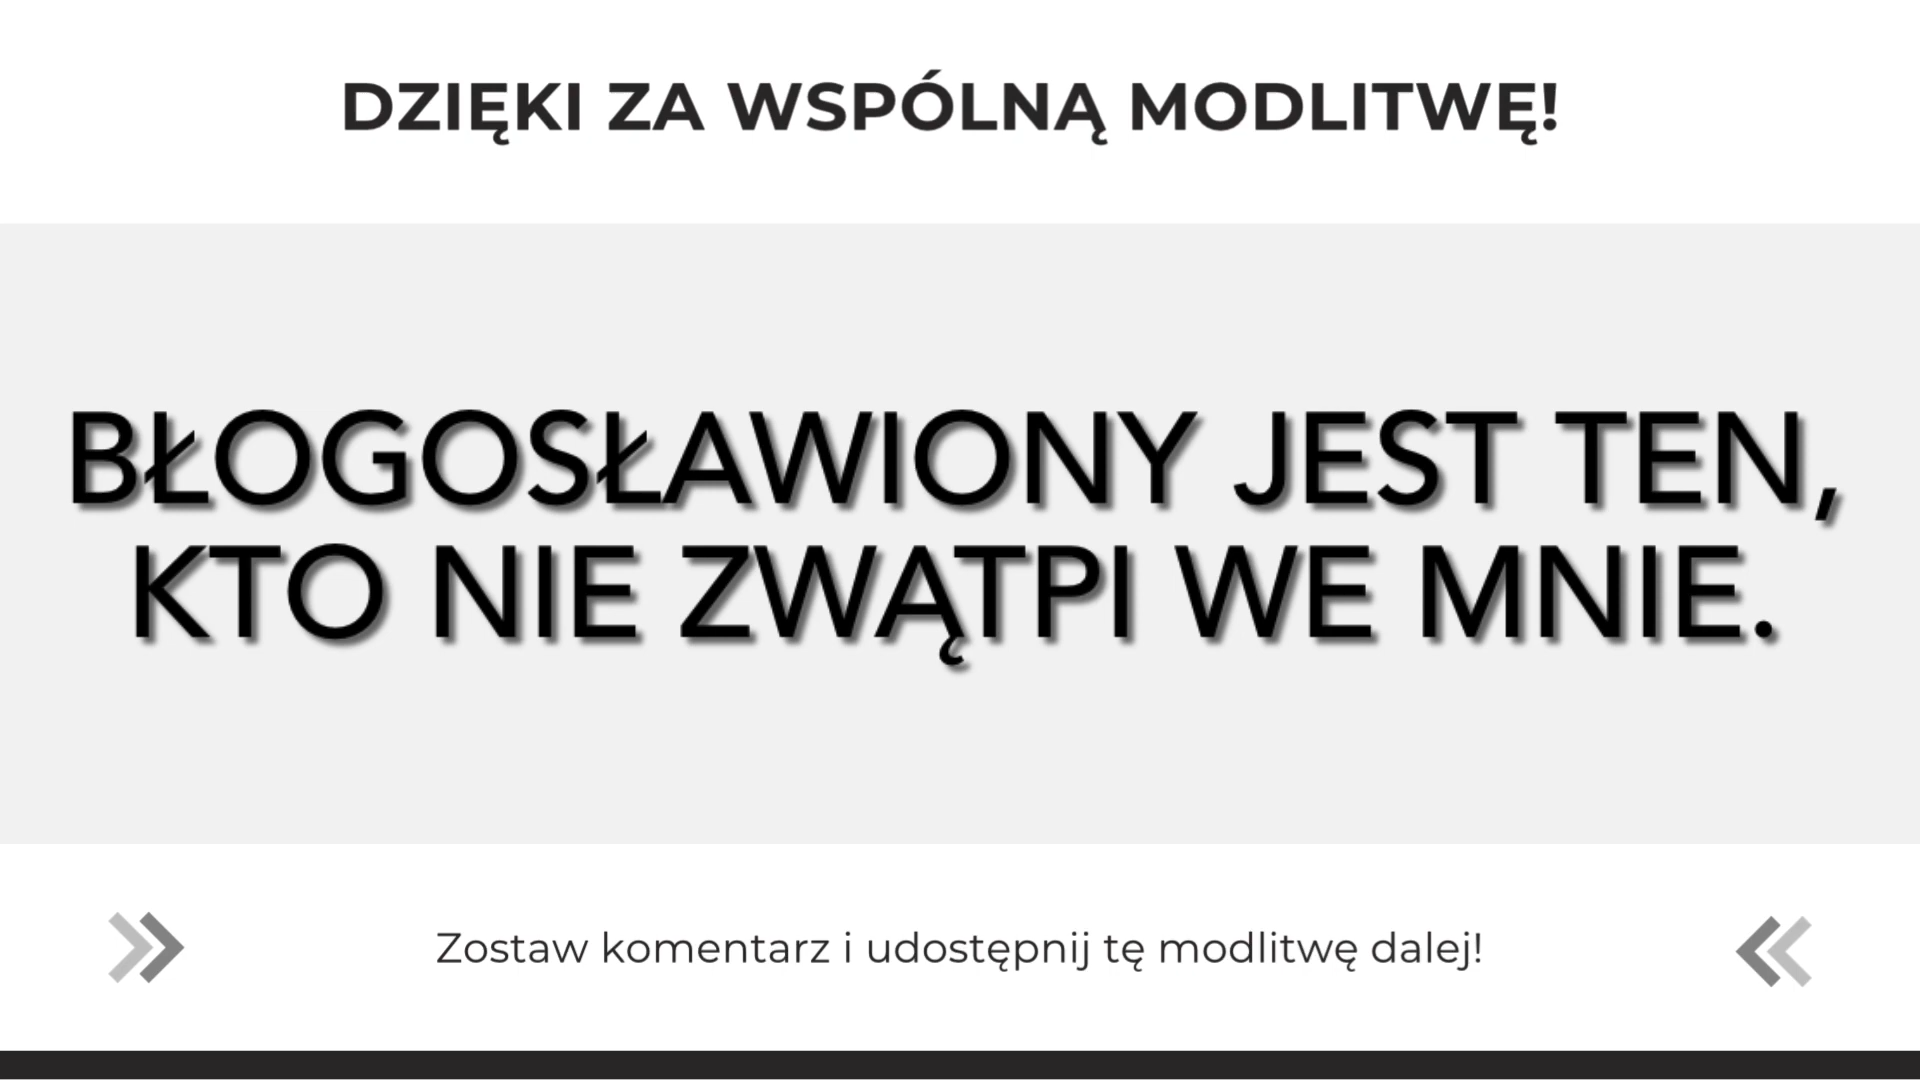 DZIĘKI ZA WSPÓLNĄ MODLITWĘ!
BŁOGOSŁAWIONY JEST TEN,
KTO NIE ZWĄTPI WE MNIE.
Zostaw komentarz i udostępnij tę modlitwę dalej!